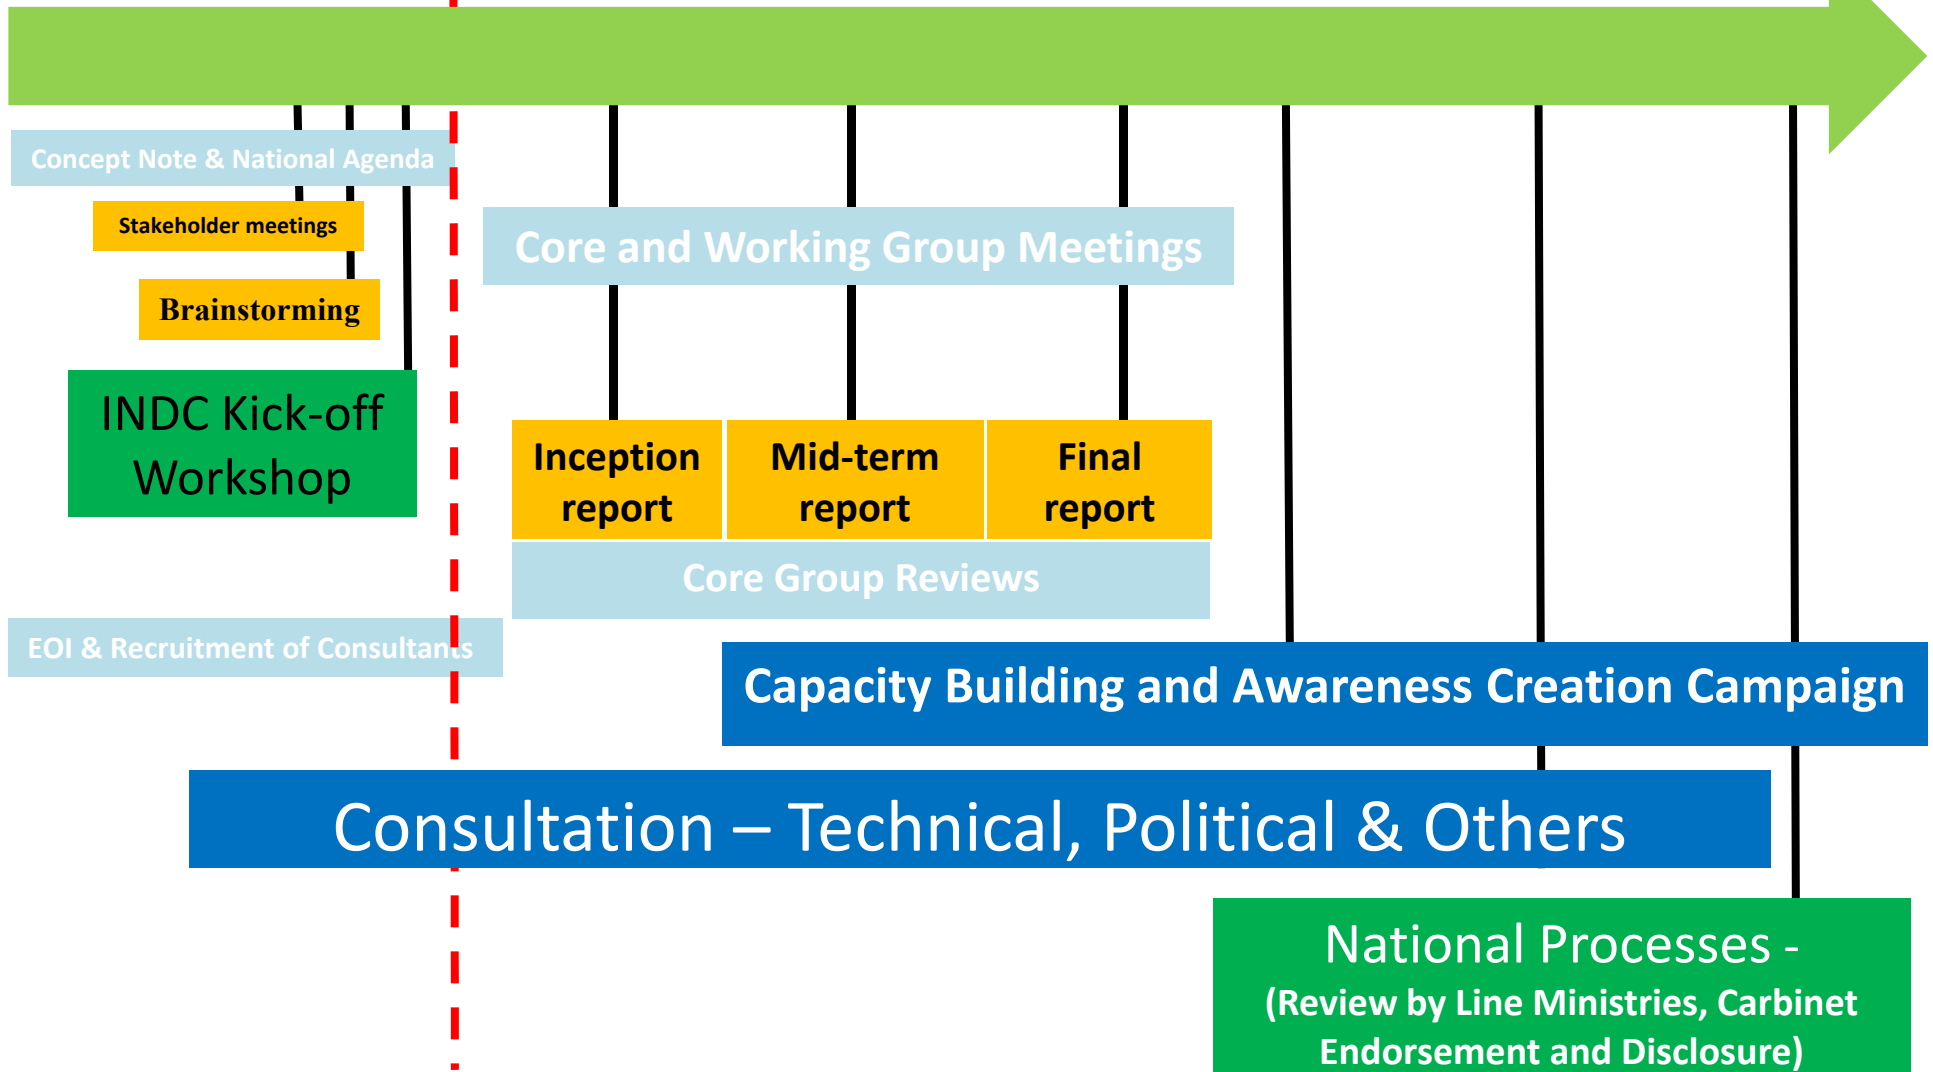 Concept Note & National Agenda
Stakeholder meetings
Brainstorming
INDC Kick-off
Workshop
Core and Working Group Meetings
Inception
report
Mid-term
report
Final
report
Core Group Reviews
EOI & Recruitment of Consultants
Capacity Building and Awareness Creation Campaign
Consultation – Technical, Political & Others
National Processes -
(Review by Line Ministries, Carbinet
Endorsement and Disclosure)